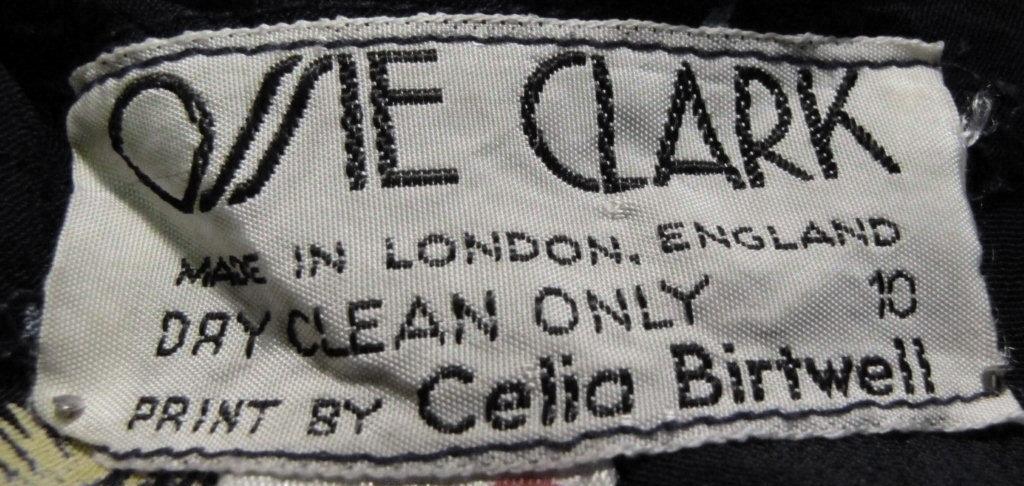 OSSIE CLARK
MADE IN LONDON, ENGLAND
DRY CLEAN ONLY 10
PRINT BY Celia Birtwell